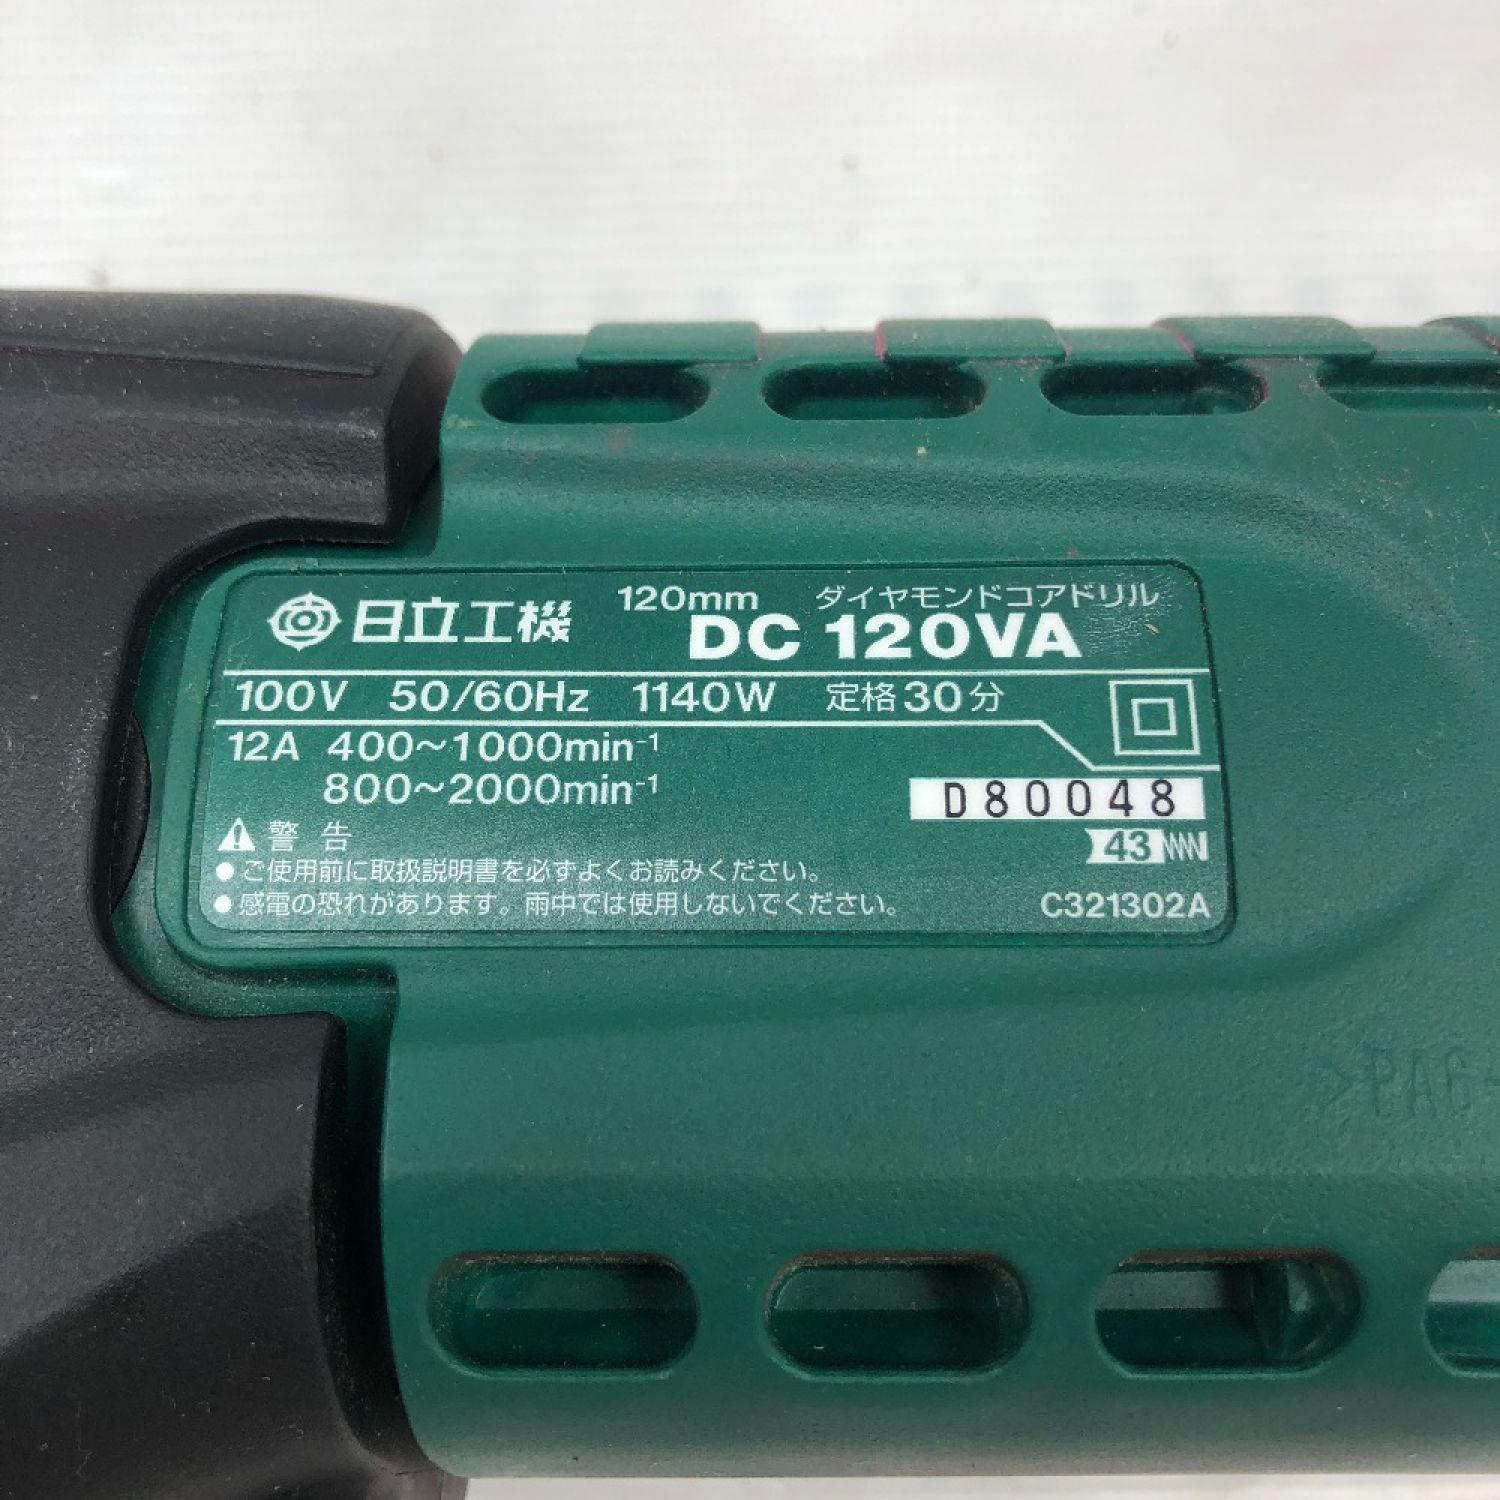 日立工機 120mm ダイヤモンドコアドリル
DC 120VA
100V 50/60Hz 1140W 定格30分
12A 400~1000min⁻¹
800~2000min⁻¹
D80048
43
警告
●ご使用前に取扱説明書を必ずよくお読みください。
●感電の恐れがあります。雨中では使用しないでください。
C321302A
>PA6-